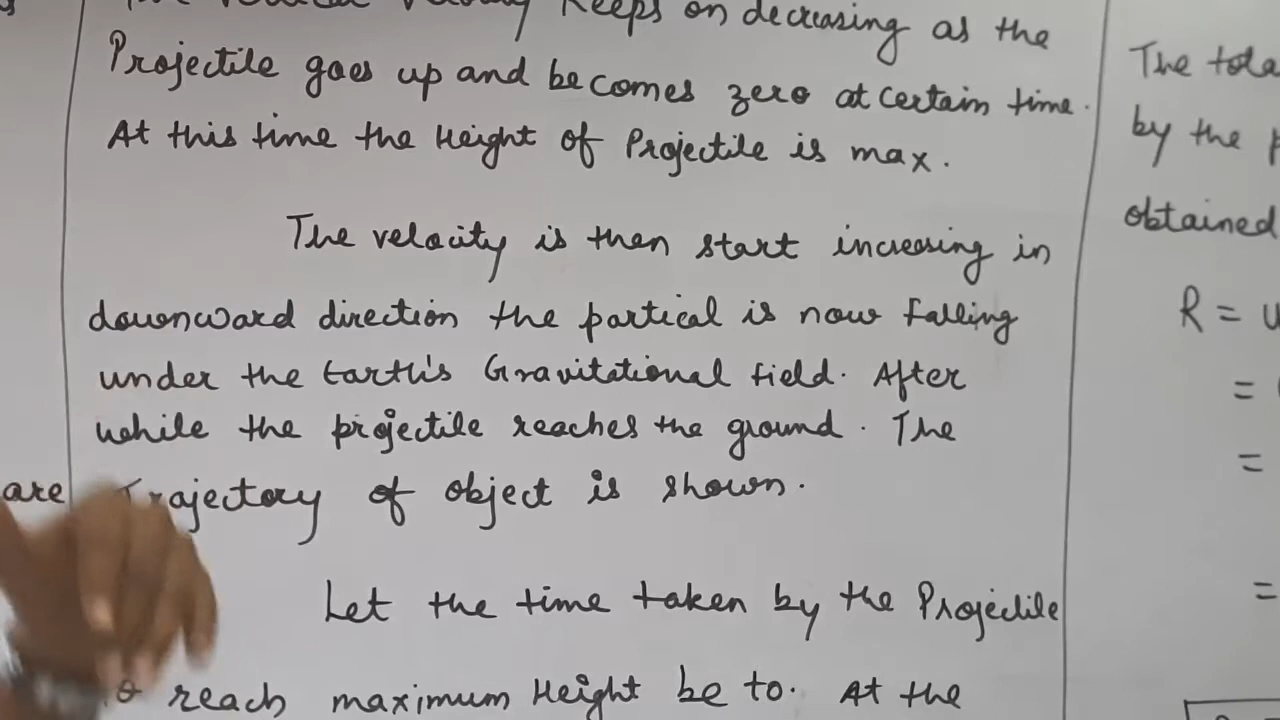 velocity Keeps on decreasing as the
Projectile goes up and becomes zero at certain time.
At this time the Height of Projectile is max.
The velocity is then start increasing in
downward direction the partical is now falling
under the Earth's Gravitational field. After
while the projectile reaches the ground. The
Trajectory of object is shown.
Let the time taken by the Projectile
reach maximum Height be to. At the
are
The
by the
obtained
R =
=
=
=